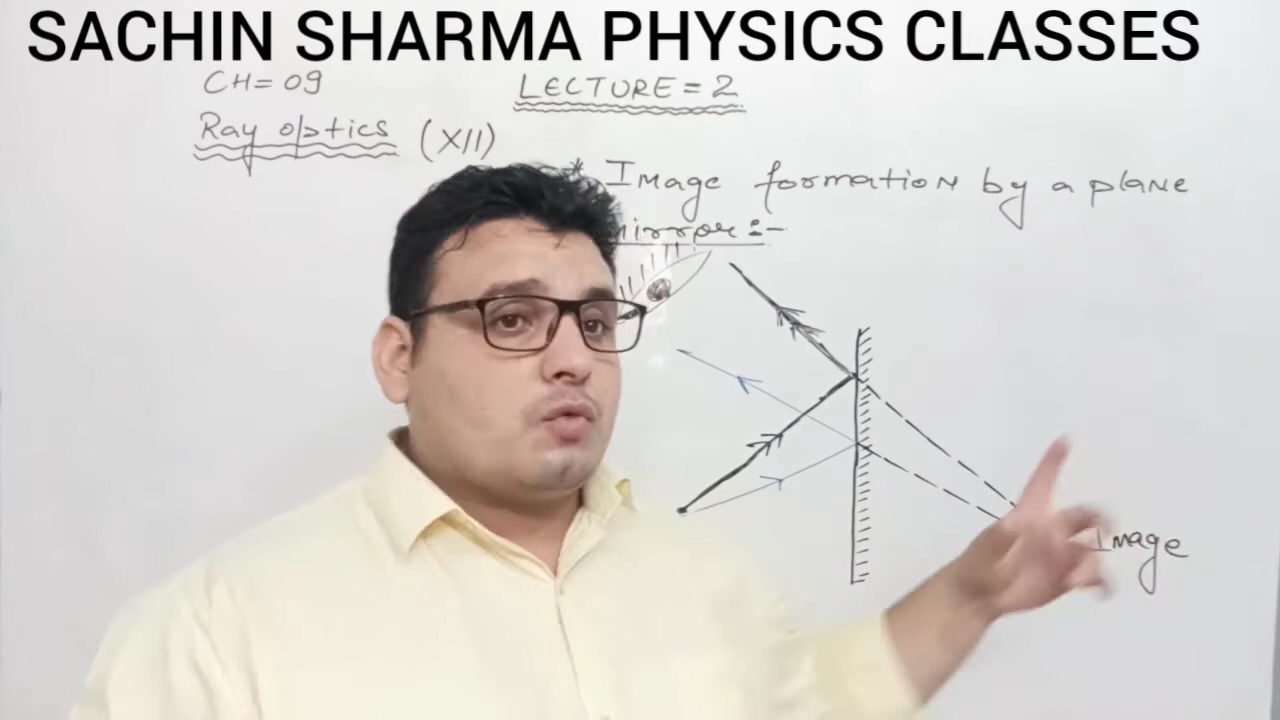 SACHIN SHARMA PHYSICS CLASSES
CH=09
LECTURE = 2
Ray optics (XII)
* Image formation by a plane
mirror :-
Image